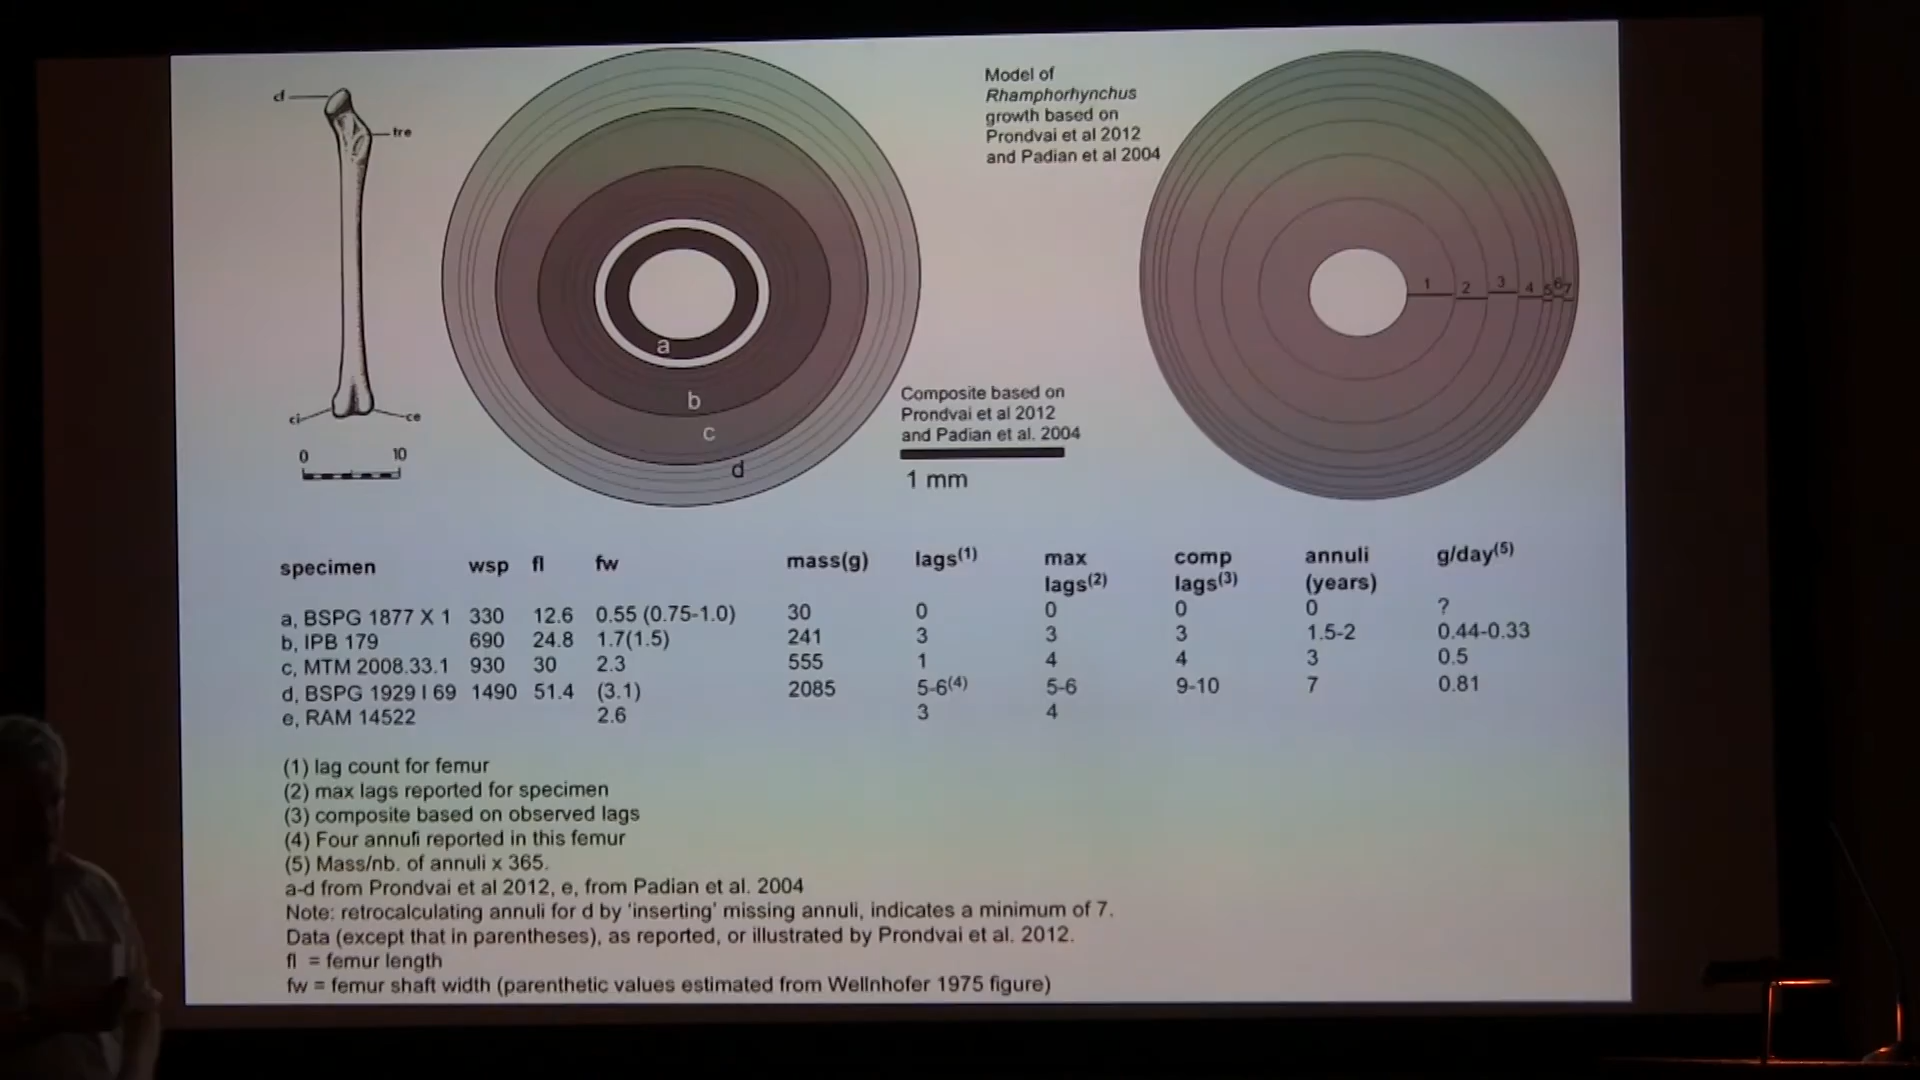 d
tre
ci
ce
0 10
a
b
c
d
Composite based on
Prondvai et al 2012
and Padian et al. 2004
1 mm
Model of
Rhamphorhynchus
growth based on
Prondvai et al 2012
and Padian et al 2004
1 2 3 4 5 6 7
specimen wsp fl fw mass(g) lags(1) max lags(2) comp lags(3) annuli (years) g/day(5)
a, BSPG 1877 X 1 330 12.6 0.55 (0.75-1.0) 30 0 0 0 0 ?
b, IPB 179 690 24.8 1.7(1.5) 241 3 3 3 1.5-2 0.44-0.33
c, MTM 2008.33.1 930 30 2.3 555 1 4 4 3 0.5
d, BSPG 1929 I 69 1490 51.4 (3.1) 2085 5-6(4) 5-6 9-10 7 0.81
e, RAM 14522 2.6 3 4
(1) lag count for femur
(2) max lags reported for specimen
(3) composite based on observed lags
(4) Four annuli reported in this femur
(5) Mass/nb. of annuli x 365.
a-d from Prondvai et al 2012, e, from Padian et al. 2004
Note: retrocalculating annuli for d by 'inserting' missing annuli, indicates a minimum of 7.
Data (except that in parentheses), as reported, or illustrated by Prondvai et al. 2012.
fl = femur length
fw = femur shaft width (parenthetic values estimated from Wellnhofer 1975 figure)